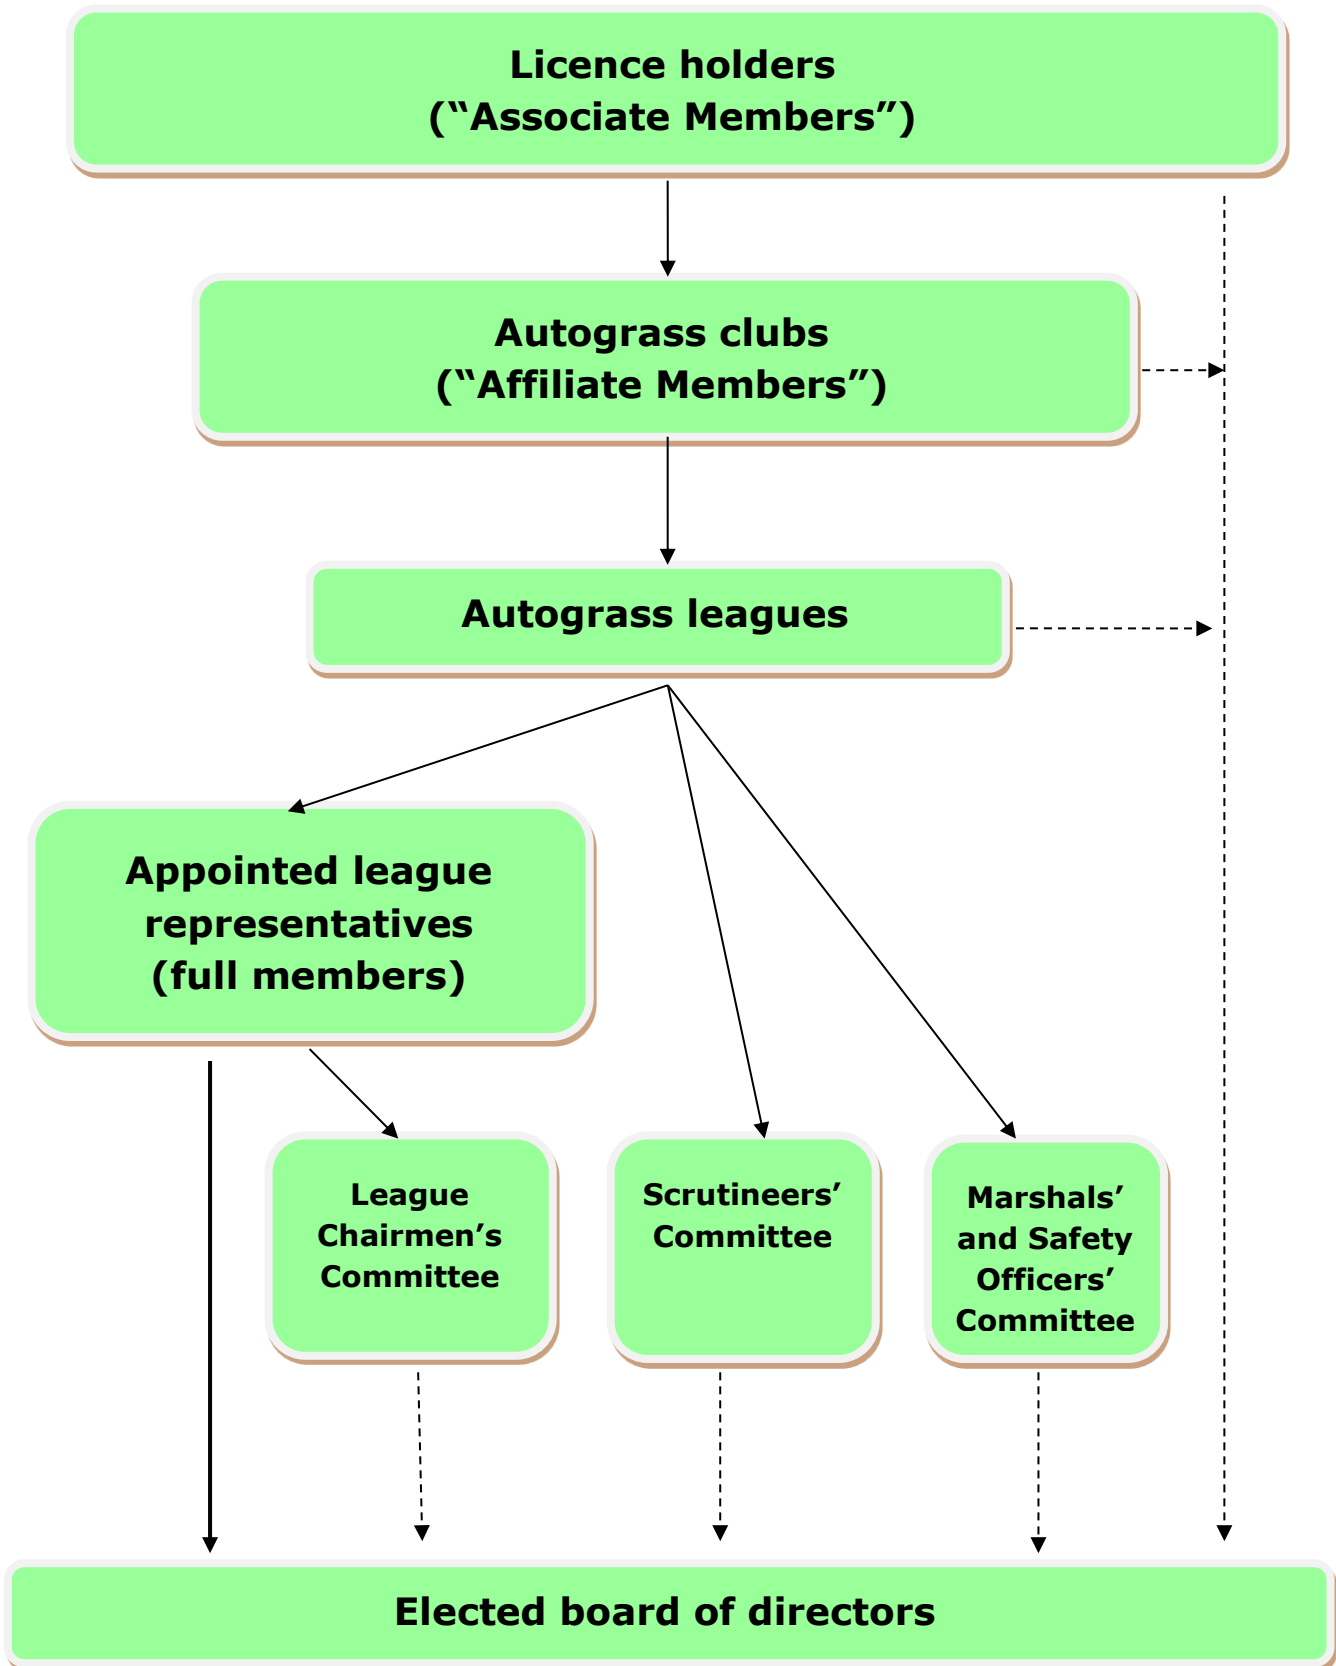 Licence holders
(“Associate Members”)
Autograss clubs
(“Affiliate Members”)
Autograss leagues
Appointed league
representatives
(full members)
League
Chairmen’s
Committee
Scrutineers’
Committee
Marshals’
and Safety
Officers’
Committee
Elected board of directors